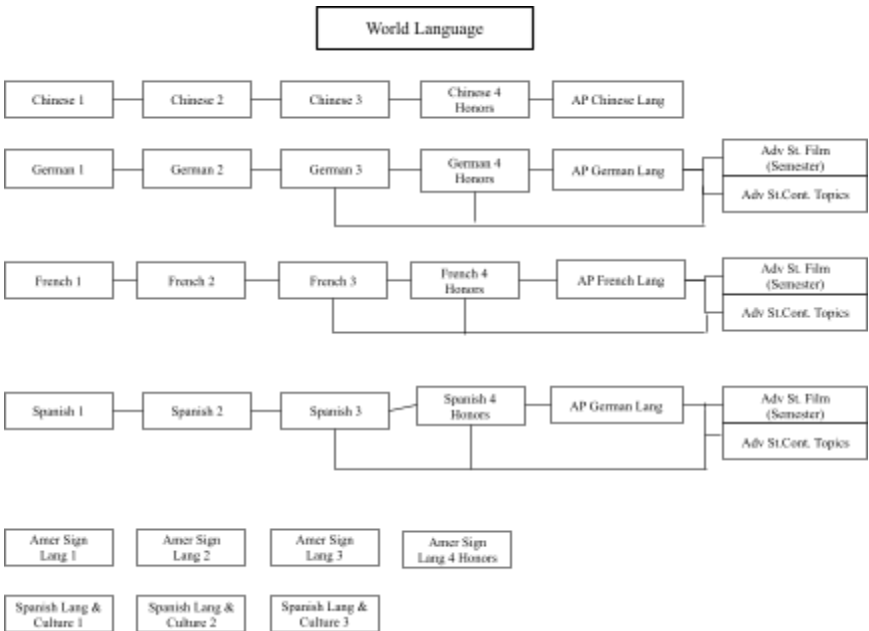 World Language
Chinese 1
Chinese 2
Chinese 3
Chinese 4
Honors
AP Chinese Lang
German 1
German 2
German 3
German 4
Honors
AP German Lang
Adv St. Film
(Semester)
Adv St.Cont. Topics
French 1
French 2
French 3
French 4
Honors
AP French Lang
Adv St. Film
(Semester)
Adv St.Cont. Topics
Spanish 1
Spanish 2
Spanish 3
Spanish 4
Honors
AP German Lang
Adv St. Film
(Semester)
Adv St.Cont. Topics
Amer Sign
Lang 1
Amer Sign
Lang 2
Amer Sign
Lang 3
Amer Sign
Lang 4 Honors
Spanish Lang &
Culture 1
Spanish Lang &
Culture 2
Spanish Lang &
Culture 3